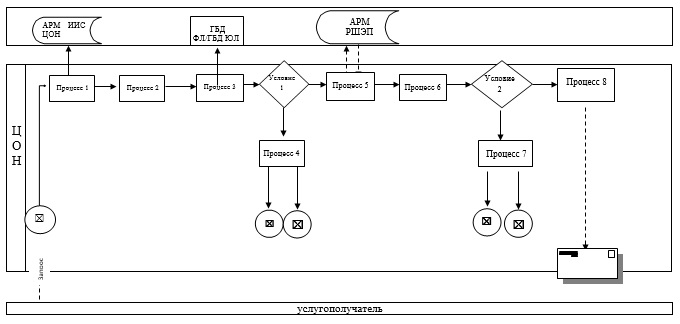 АРМ ИИС
ЦОН
ГБД
ФЛ/ГБД ЮЛ
АРМ
РШЭП
ЦОН
Процесс 1
Процесс 2
Процесс 3
Условие
1
Процесс 5
Процесс 6
Условие
2
Процесс 8
Процесс 4
Процесс 7
Запрос
услугополучатель